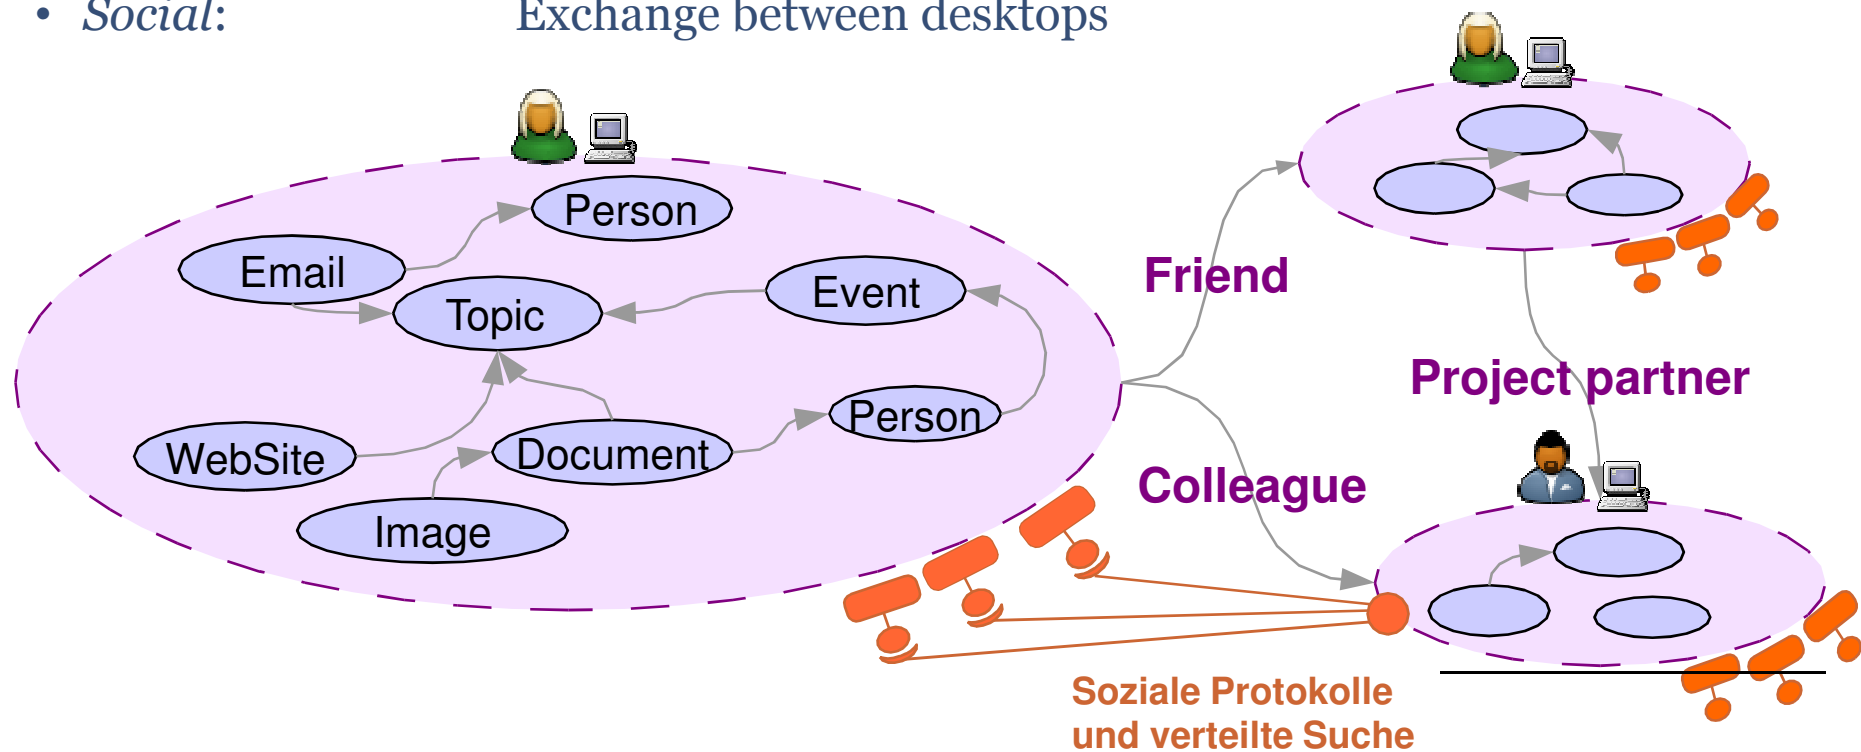 • Social: Exchange between desktops
Person
Email
Topic
Event
Friend
Project partner
Person
WebSite
Document
Colleague
Image
Soziale Protokolle
und verteilte Suche